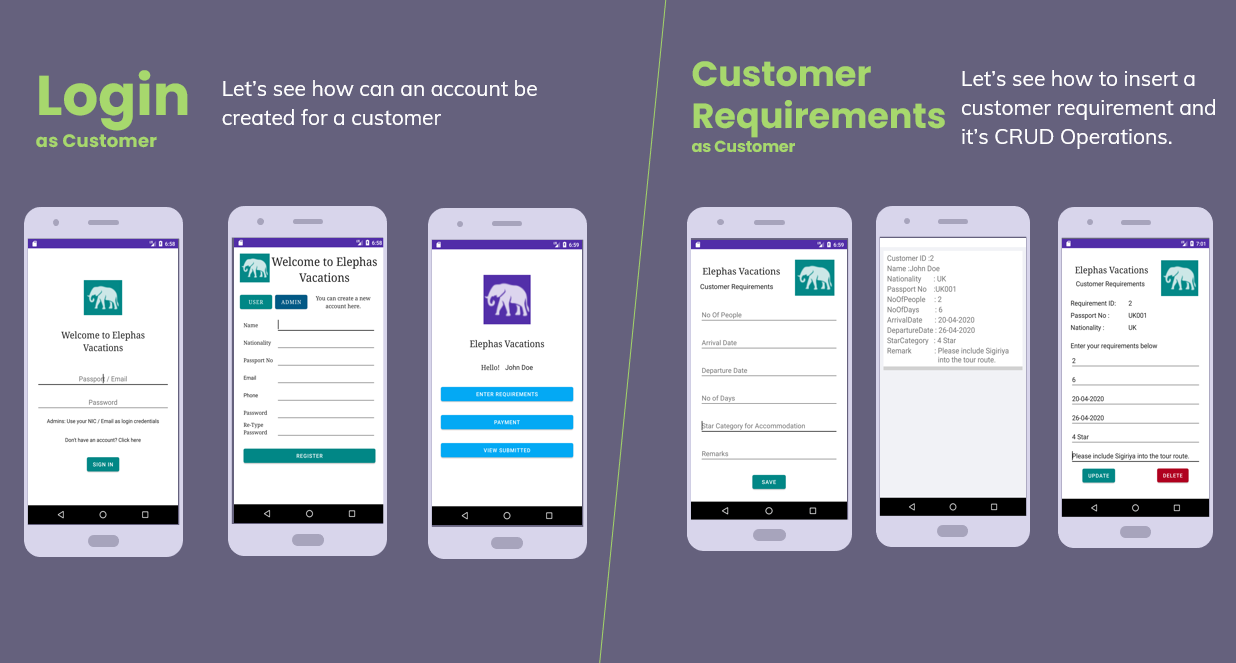 Login
as Customer
Let's see how can an account be
created for a customer
6:58
Welcome to Elephas
Vacations
Passport / Email
Password
Admins: Use your NIC / Email as login credentials
Don't have an account? Click here
SIGN IN
6:58
Welcome to Elephas
Vacations
USER
ADMIN
You can create a new
account here.
Name
Nationality
Passport No
Email
Phone
Password
Re-Type
Password
REGISTER
6:59
Elephas Vacations
Hello! John Doe
ENTER REQUIREMENTS
PAYMENT
VIEW SUBMITTED
Customer
Requirements
as Customer
Let's see how to insert a
customer requirement and
it's CRUD Operations.
6:59
Elephas Vacations
Customer Requirements
No Of People
Arrival Date
Departure Date
No of Days
Star Category for Accommodation
Remarks
SAVE
Customer ID :2
Name :John Doe
Nationality : UK
Passport No :UK001
NoOfPeople : 2
NoOfDays : 6
ArrivalDate : 20-04-2020
DepartureDate : 26-04-2020
StarCategory : 4 Star
Remark : Please include Sigiriya
into the tour route.
7:01
Elephas Vacations
Customer Requirements
Requirement ID: 2
Passport No : UK001
Nationality : UK
Enter your requirements below
2
6
20-04-2020
26-04-2020
4 Star
Please include Sigiriya into the tour route.
UPDATE
DELETE